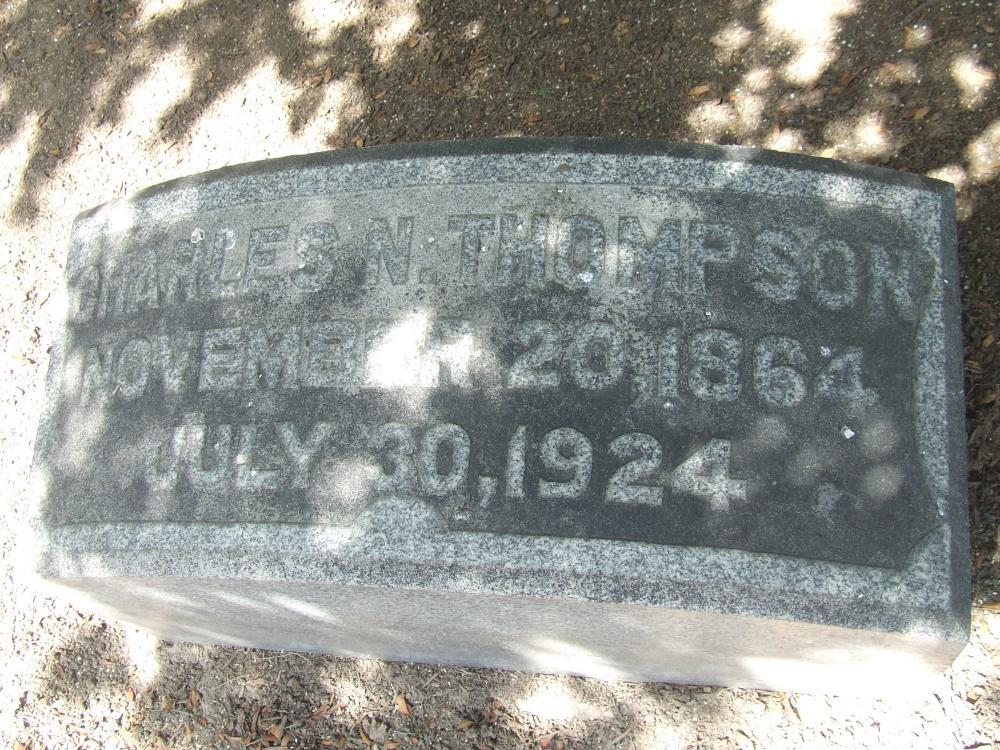 CHARLES N. THOMPSON
NOVEMBER 20, 1864
JULY 30, 1924